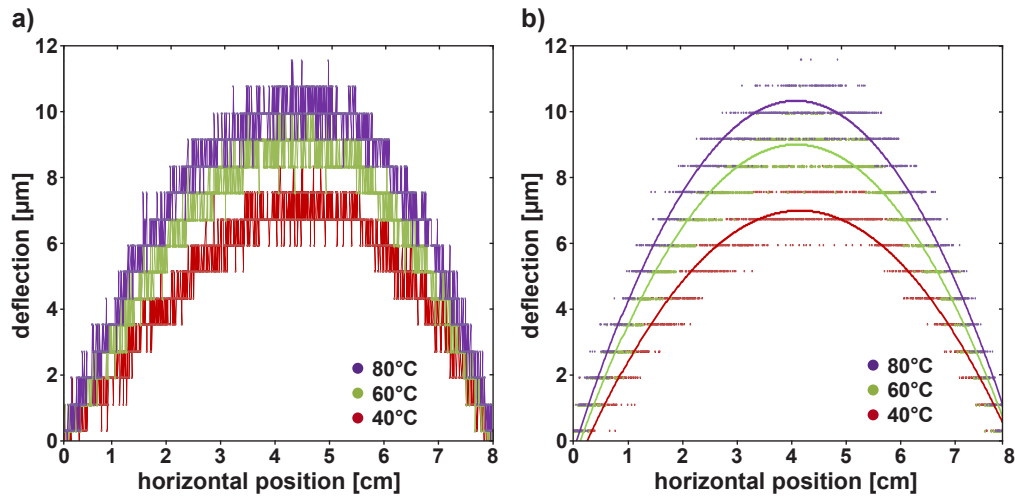 a)
12
10
8
6
4
2
0
deflection [µm]
80°C
60°C
40°C
0 1 2 3 4 5 6 7 8
horizontal position [cm]
b)
12
10
8
6
4
2
0
deflection [µm]
80°C
60°C
40°C
0 1 2 3 4 5 6 7 8
horizontal position [cm]